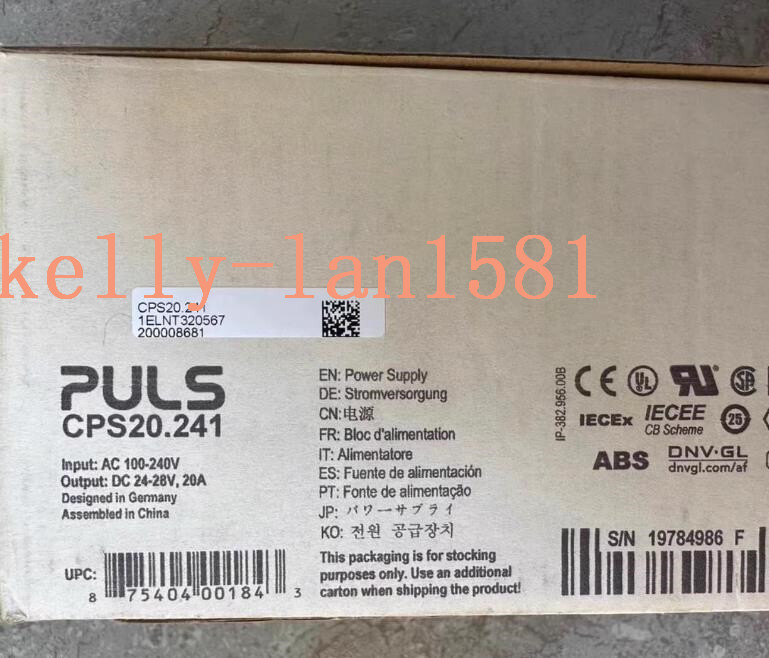 kelly-lan1581
CPS20.241
1ELNT320567
200008681
PULS
CPS20.241
Input: AC 100-240V
Output: DC 24-28V, 20A
Designed in Germany
Assembled in China
UPC:
8 75404 00184 3
EN: Power Supply
DE: Stromversorgung
CN:电源
FR: Bloc d'alimentation
IT: Alimentatore
ES: Fuente de alimentación
PT: Fonte de alimentação
JP: パワーサプライ
KO: 전원 공급장치
This packaging is for stocking
purposes only. Use an additional
carton when shipping the product!
IP-382.956.00B
CE UL RU SA
IECEx IECEE
CB Scheme
25
ABS DNV·GL
dnvgl.com/af
S/N 19784986 F